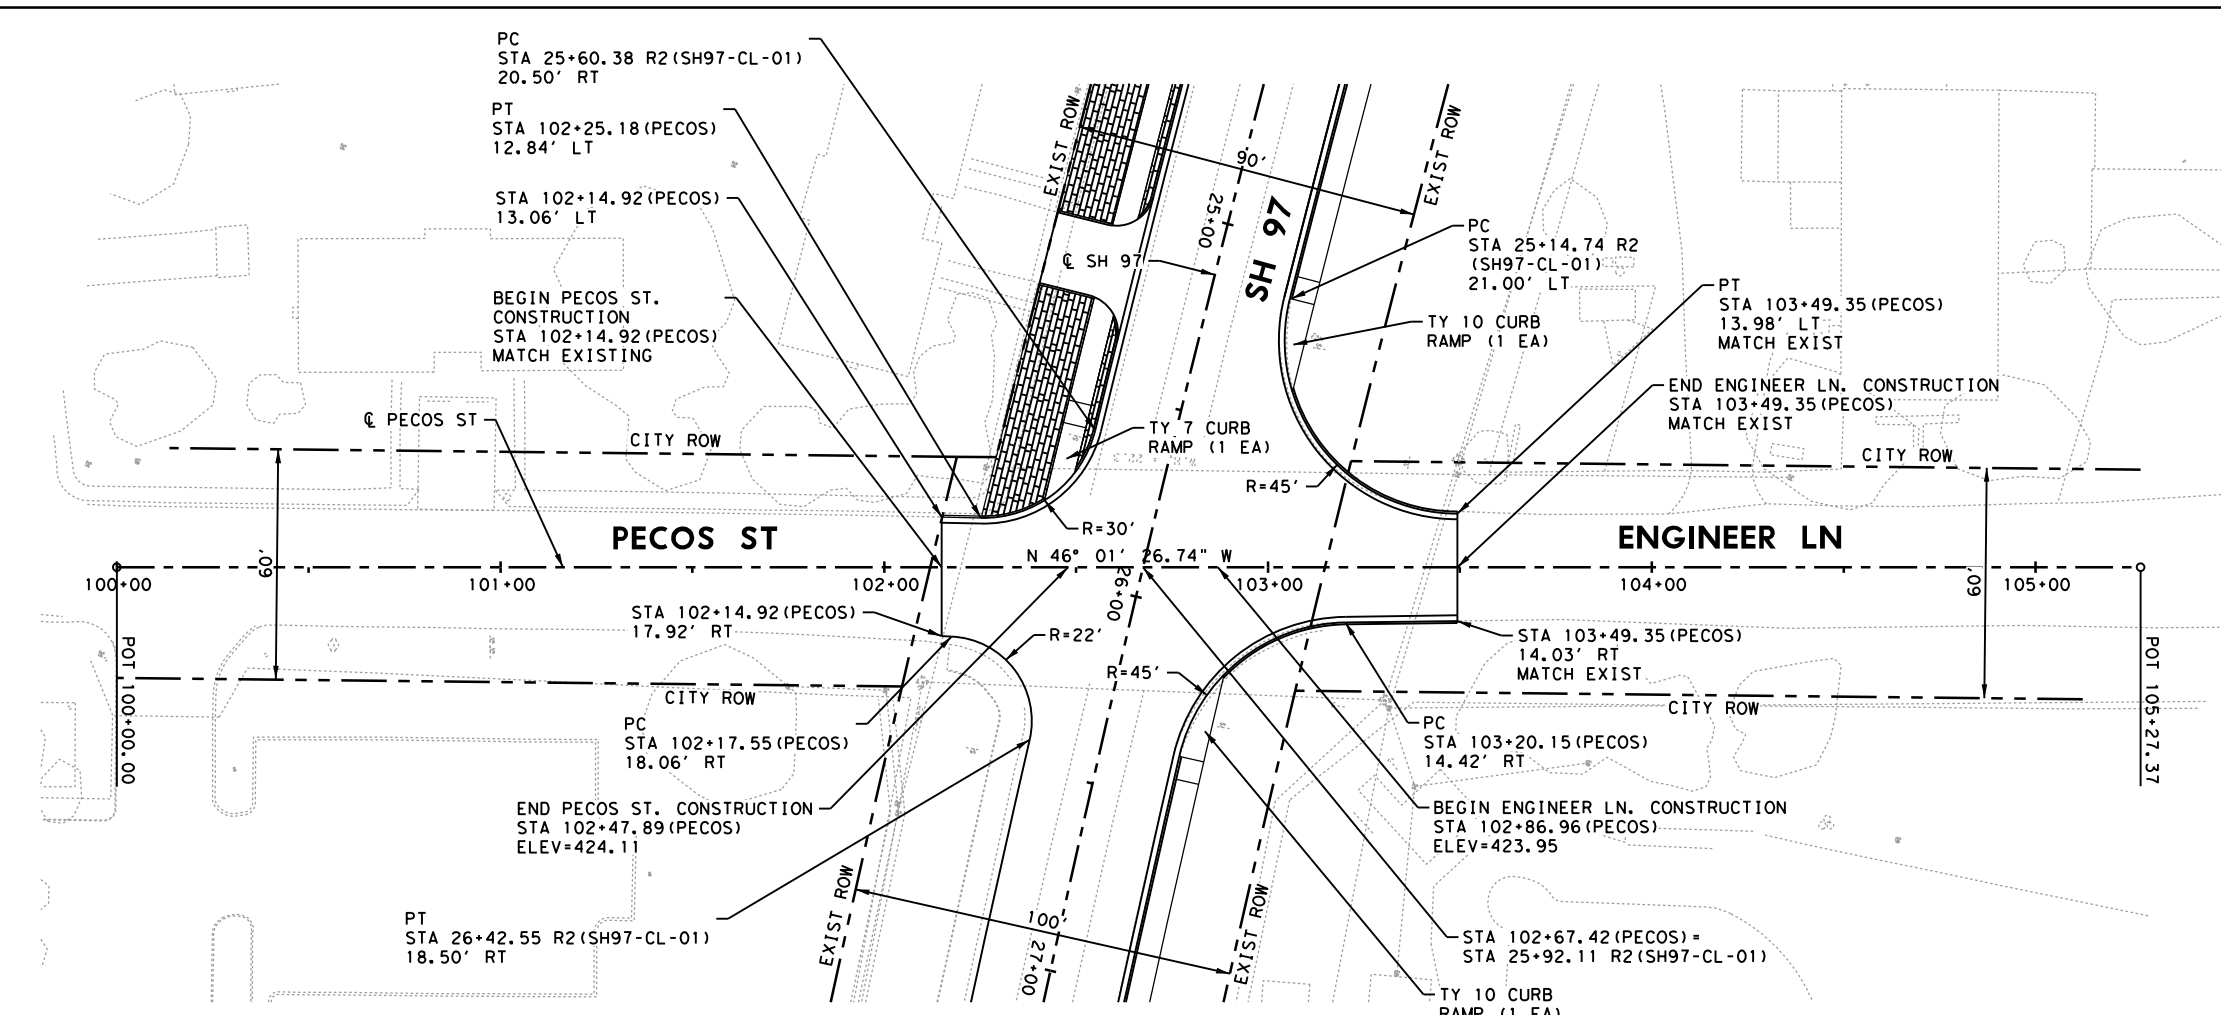 PC
STA 25+60.38 R2(SH97-CL-01)
20.50' RT
PT
STA 102+25.18(PECOS)
12.84' LT
STA 102+14.92(PECOS)
13.06' LT
BEGIN PECOS ST.
CONSTRUCTION
STA 102+14.92(PECOS)
MATCH EXISTING
℄ PECOS ST
CITY ROW
EXIST ROW
90'
EXIST ROW
25+00
℄ SH 97
SH 97
PC
STA 25+14.74 R2
(SH97-CL-01)
21.00' LT
TY 10 CURB
RAMP (1 EA)
PT
STA 103+49.35(PECOS)
13.98' LT
MATCH EXIST
END ENGINEER LN. CONSTRUCTION
STA 103+49.35(PECOS)
MATCH EXIST
CITY ROW
TY 7 CURB
RAMP (1 EA)
R=45'
R=30'
PECOS ST
ENGINEER LN
N 46° 01' 26.74" W
60'
60'
100+00
101+00
102+00
103+00
104+00
105+00
26+00
POT 100+00.00
POT 105+27.37
STA 102+14.92(PECOS)
17.92' RT
R=22'
R=45'
STA 103+49.35(PECOS)
14.03' RT
MATCH EXIST
CITY ROW
CITY ROW
PC
STA 102+17.55(PECOS)
18.06' RT
PC
STA 103+20.15(PECOS)
14.42' RT
END PECOS ST. CONSTRUCTION
STA 102+47.89(PECOS)
ELEV=424.11
BEGIN ENGINEER LN. CONSTRUCTION
STA 102+86.96(PECOS)
ELEV=423.95
EXIST ROW
100'
EXIST ROW
27+00
PT
STA 26+42.55 R2(SH97-CL-01)
18.50' RT
STA 102+67.42(PECOS)=
STA 25+92.11 R2(SH97-CL-01)
TY 10 CURB
RAMP (1 EA)